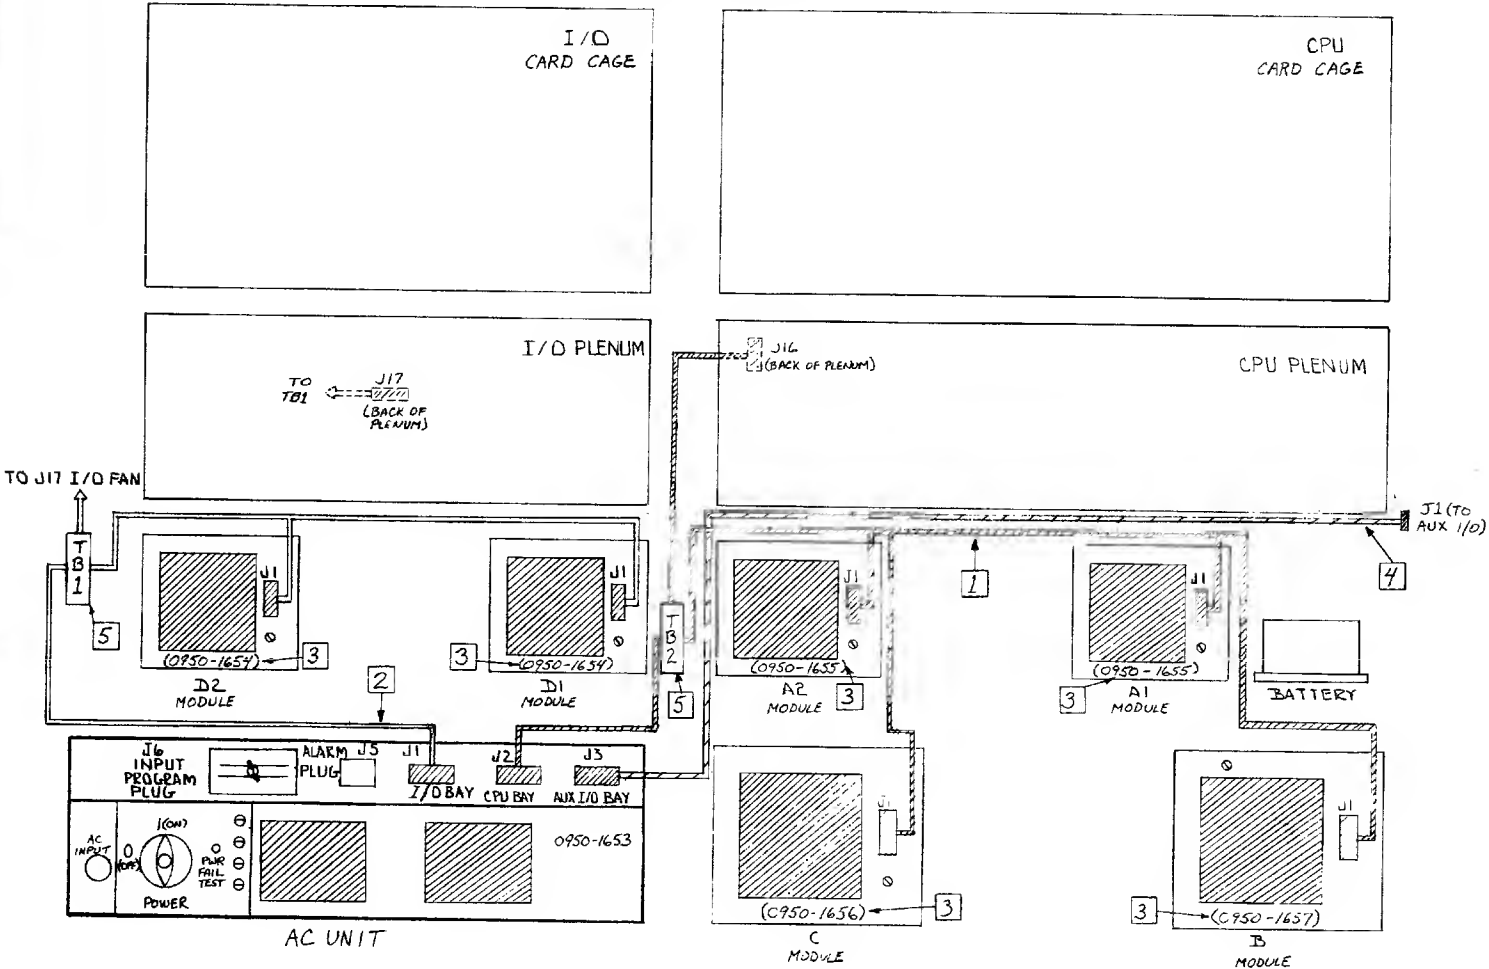 I/O
CARD CAGE
CPU
CARD CAGE
I/O PLENUM
TO
TB1
J17
(BACK OF
PLENUM)
J16
(BACK OF PLENUM)
CPU PLENUM
TO J17 I/O FAN
J1 (TO
AUX I/O)
TB1
5
J1
(0950-1654)
3
D2
MODULE
2
J1
3
(0950-1654)
D1
MODULE
TB2
5
J1
(0950-1655)
3
A2
MODULE
1
4
J1
(0950-1655)
3
A1
MODULE
BATTERY
J6
INPUT
PROGRAM
PLUG
ALARM
PLUG
J5
J1
I/O BAY
J2
CPU BAY
J3
AUX I/O BAY
AC
INPUT
1(ON)
0
(OFF)
POWER
PWR
FAIL
TEST
0950-1653
AC UNIT
J1
(0950-1656)
3
C
MODULE
J1
3
(0950-1657)
B
MODULE